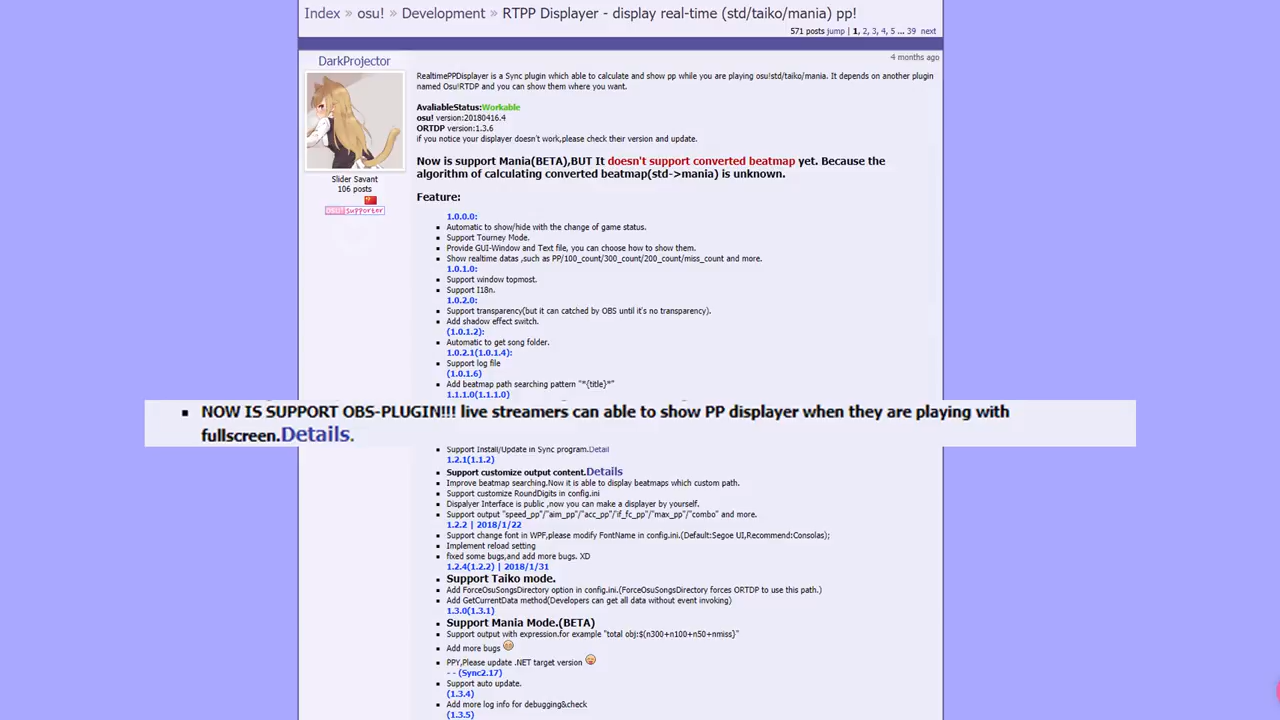 Index » osu! » Development » RTPP Displayer - display real-time (std/taiko/mania) pp!
571 posts jump | 1, 2, 3, 4, 5 ... 39 next
DarkProjector
4 months ago
Slider Savant
106 posts
osu!supporter
RealtimePPDisplayer is a Sync plugin which able to calculate and show pp while you are playing osu!std/taiko/mania. It depends on another plugin
named Osu!RTDP and you can show them where you want.
AvaliableStatus:Workable
osu! version:20180416.4
ORTDP version:1.3.6
if you notice your displayer doesn't work,please check their version and update.
Now is support Mania(BETA),BUT It doesn't support converted beatmap yet. Because the
algorithm of calculating converted beatmap(std->mania) is unknown.
Feature:
1.0.0.0:
Automatic to show/hide with the change of game status.
Support Tourney Mode.
Provide GUI-Window and Text file, you can choose how to show them.
Show realtime datas ,such as PP/100_count/300_count/200_count/miss_count and more.
1.0.1.0:
Support window topmost.
Support I18n.
1.0.2.0:
Support transparency(but it can catched by OBS until it's no transparency).
Add shadow effect switch.
(1.0.1.2):
Automatic to get song folder.
1.0.2.1(1.0.1.4):
Support log file
(1.0.1.6)
Add beatmap path searching pattern "*{title}*"
1.1.1.0(1.1.1.0)
NOW IS SUPPORT OBS-PLUGIN!!! live streamers can able to show PP displayer when they are playing with
fullscreen.Details.
Support Install/Update in Sync program.Detail
1.2.1(1.1.2)
Support customize output content.Details
Improve beatmap searching.Now it is able to display beatmaps which custom path.
Support customize RoundDigits in config.ini
Dispalyer Interface is public ,now you can make a displayer by yourself.
Support output "speed_pp"/"aim_pp"/"acc_pp"/"if_fc_pp"/"max_pp"/"combo" and more.
1.2.2 | 2018/1/22
Support change font in WPF,please modify FontName in config.ini.(Default:Segoe UI,Recommend:Consolas);
Implement reload setting
fixed some bugs,and add more bugs. XD
1.2.4(1.2.2) | 2018/1/31
Support Taiko mode.
Add ForceOsuSongsDirectory option in config.ini.(ForceOsuSongsDirectory forces ORTDP to use this path.)
Add GetCurrentData method(Developers can get all data without event invoking)
1.3.0(1.3.1)
Support Mania Mode.(BETA)
Support output with expression.for example "total obj:${n300+n100+n50+nmiss}"
Add more bugs
PPY,Please update .NET target version
- - (Sync2.17)
Support auto update.
(1.3.4)
Add more log info for debugging&check
(1.3.5)